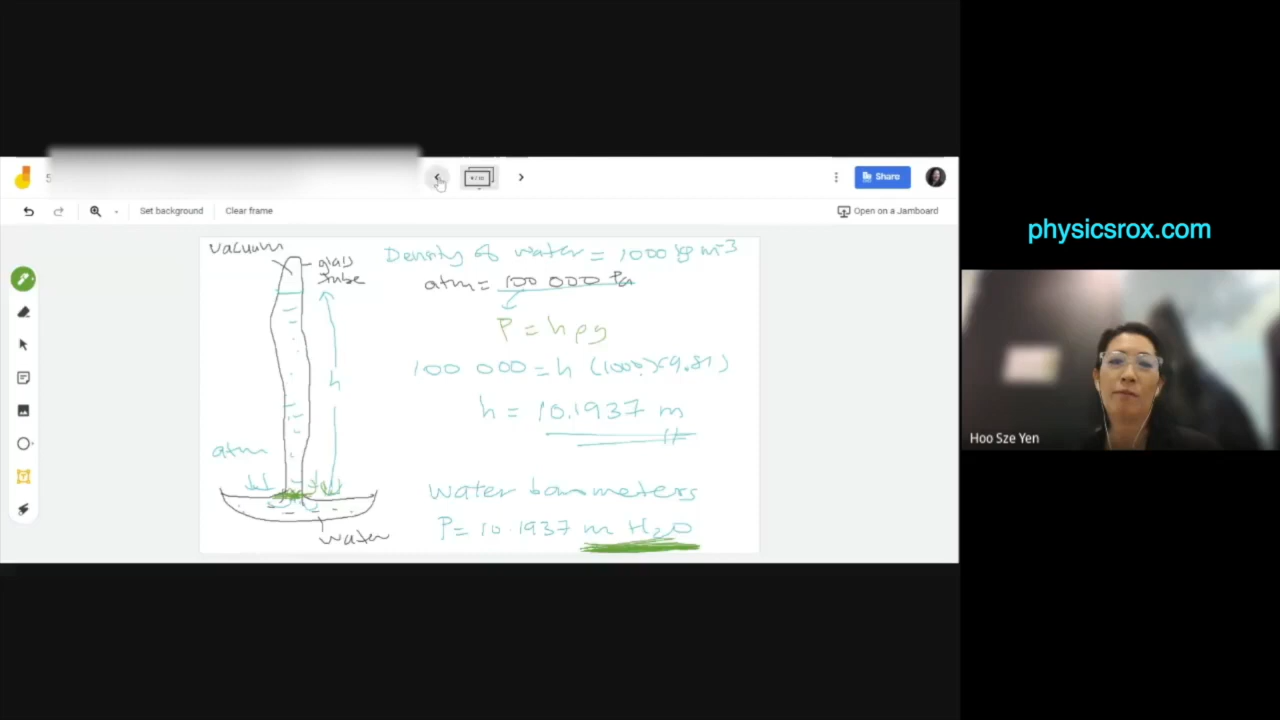 9 / 10
Share
Set background
Clear frame
Open on a Jamboard
physicsrox.com
Hoo Sze Yen
vacuum
glass
tube
Density of water = 1000 kg m-3
atm = 100 000 Pa
P = hρg
100 000 = h (1000)(9.81)
h
h = 10.1937 m
atm
water barometers
P = 10.1937 m H2O
water